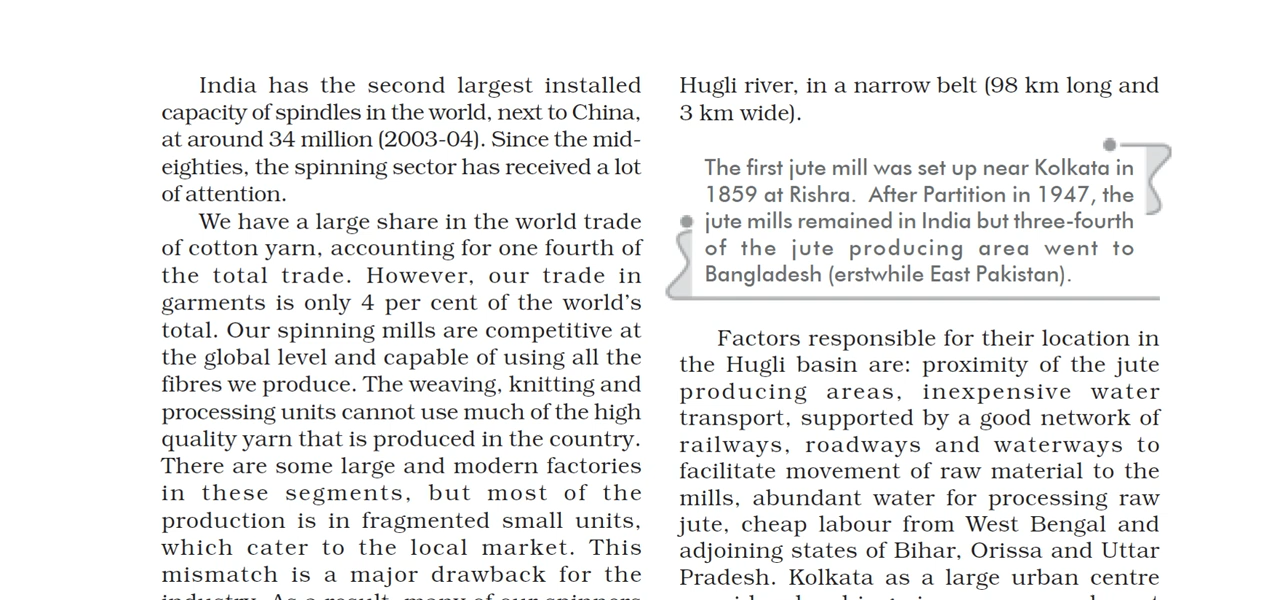 India has the second largest installed
capacity of spindles in the world, next to China,
at around 34 million (2003-04). Since the mid-
eighties, the spinning sector has received a lot
of attention.
We have a large share in the world trade
of cotton yarn, accounting for one fourth of
the total trade. However, our trade in
garments is only 4 per cent of the world's
total. Our spinning mills are competitive at
the global level and capable of using all the
fibres we produce. The weaving, knitting and
processing units cannot use much of the high
quality yarn that is produced in the country.
There are some large and modern factories
in these segments, but most of the
production is in fragmented small units,
which cater to the local market. This
mismatch is a major drawback for the
Hugli river, in a narrow belt (98 km long and
3 km wide).
The first jute mill was set up near Kolkata in
1859 at Rishra. After Partition in 1947, the
jute mills remained in India but three-fourth
of the jute producing area went to
Bangladesh (erstwhile East Pakistan).
Factors responsible for their location in
the Hugli basin are: proximity of the jute
producing areas, inexpensive water
transport, supported by a good network of
railways, roadways and waterways to
facilitate movement of raw material to the
mills, abundant water for processing raw
jute, cheap labour from West Bengal and
adjoining states of Bihar, Orissa and Uttar
Pradesh. Kolkata as a large urban centre